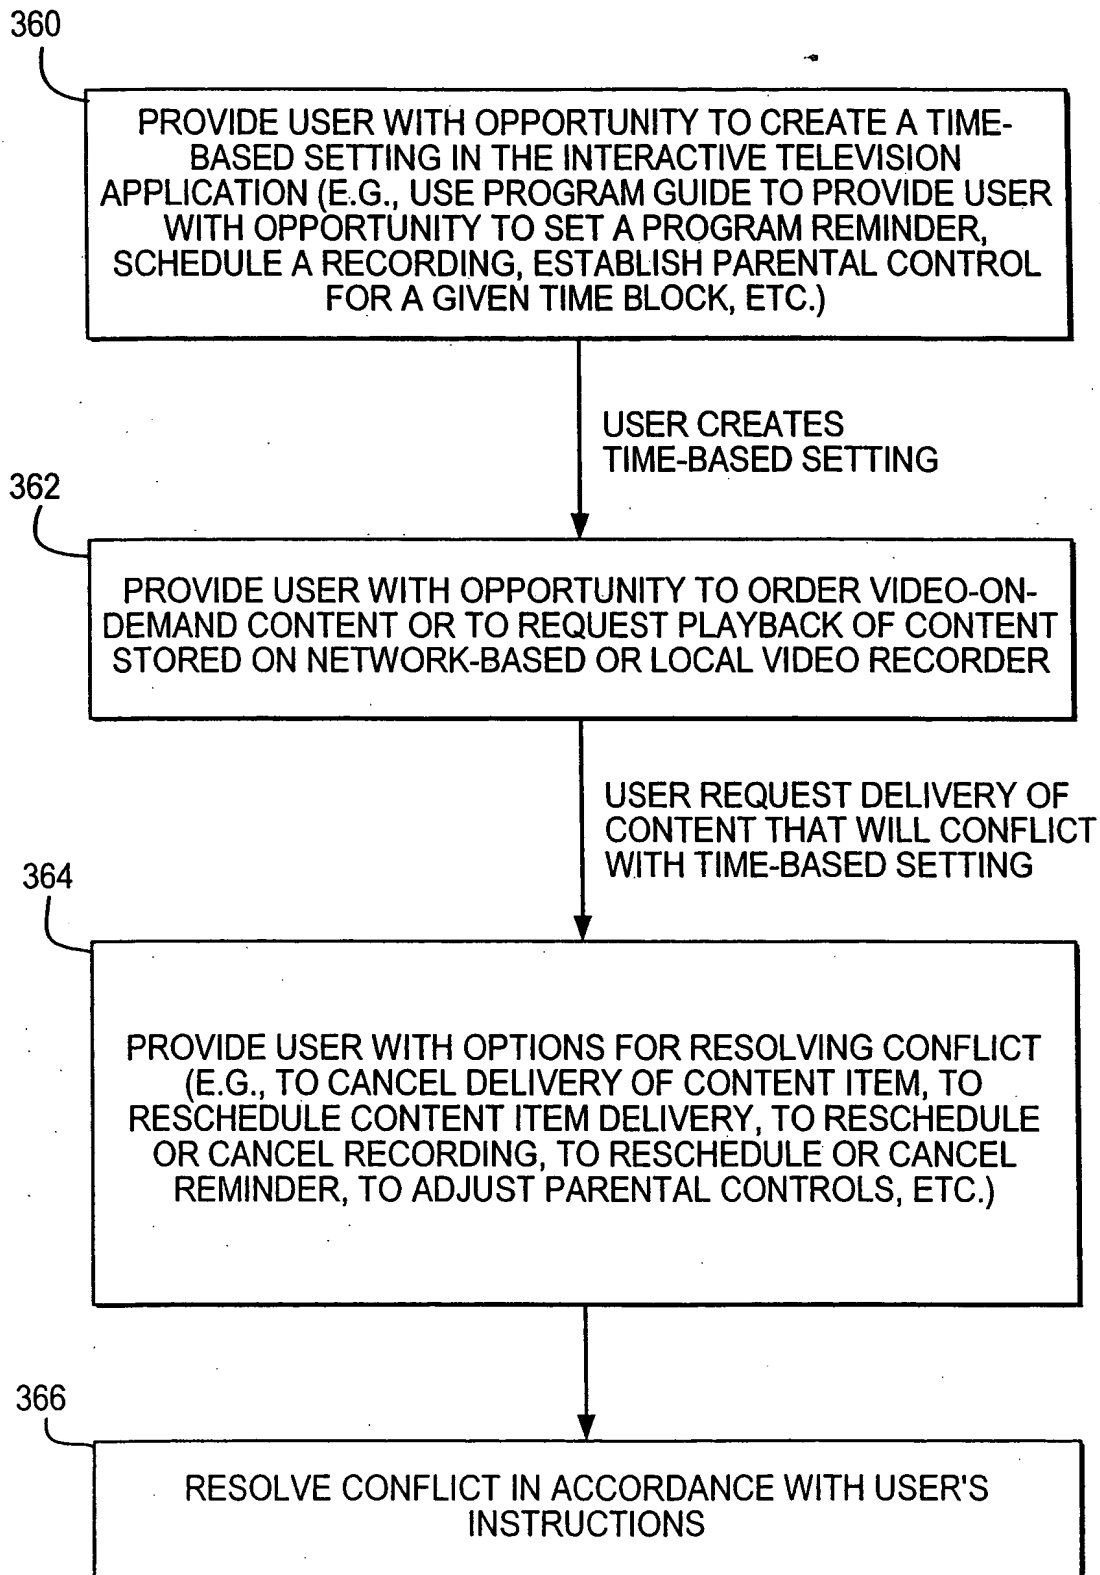 360
PROVIDE USER WITH OPPORTUNITY TO CREATE A TIME-
BASED SETTING IN THE INTERACTIVE TELEVISION
APPLICATION (E.G., USE PROGRAM GUIDE TO PROVIDE USER
WITH OPPORTUNITY TO SET A PROGRAM REMINDER,
SCHEDULE A RECORDING, ESTABLISH PARENTAL CONTROL
FOR A GIVEN TIME BLOCK, ETC.)
USER CREATES
TIME-BASED SETTING
362
PROVIDE USER WITH OPPORTUNITY TO ORDER VIDEO-ON-
DEMAND CONTENT OR TO REQUEST PLAYBACK OF CONTENT
STORED ON NETWORK-BASED OR LOCAL VIDEO RECORDER
USER REQUEST DELIVERY OF
CONTENT THAT WILL CONFLICT
WITH TIME-BASED SETTING
364
PROVIDE USER WITH OPTIONS FOR RESOLVING CONFLICT
(E.G., TO CANCEL DELIVERY OF CONTENT ITEM, TO
RESCHEDULE CONTENT ITEM DELIVERY, TO RESCHEDULE
OR CANCEL RECORDING, TO RESCHEDULE OR CANCEL
REMINDER, TO ADJUST PARENTAL CONTROLS, ETC.)
366
RESOLVE CONFLICT IN ACCORDANCE WITH USER'S
INSTRUCTIONS